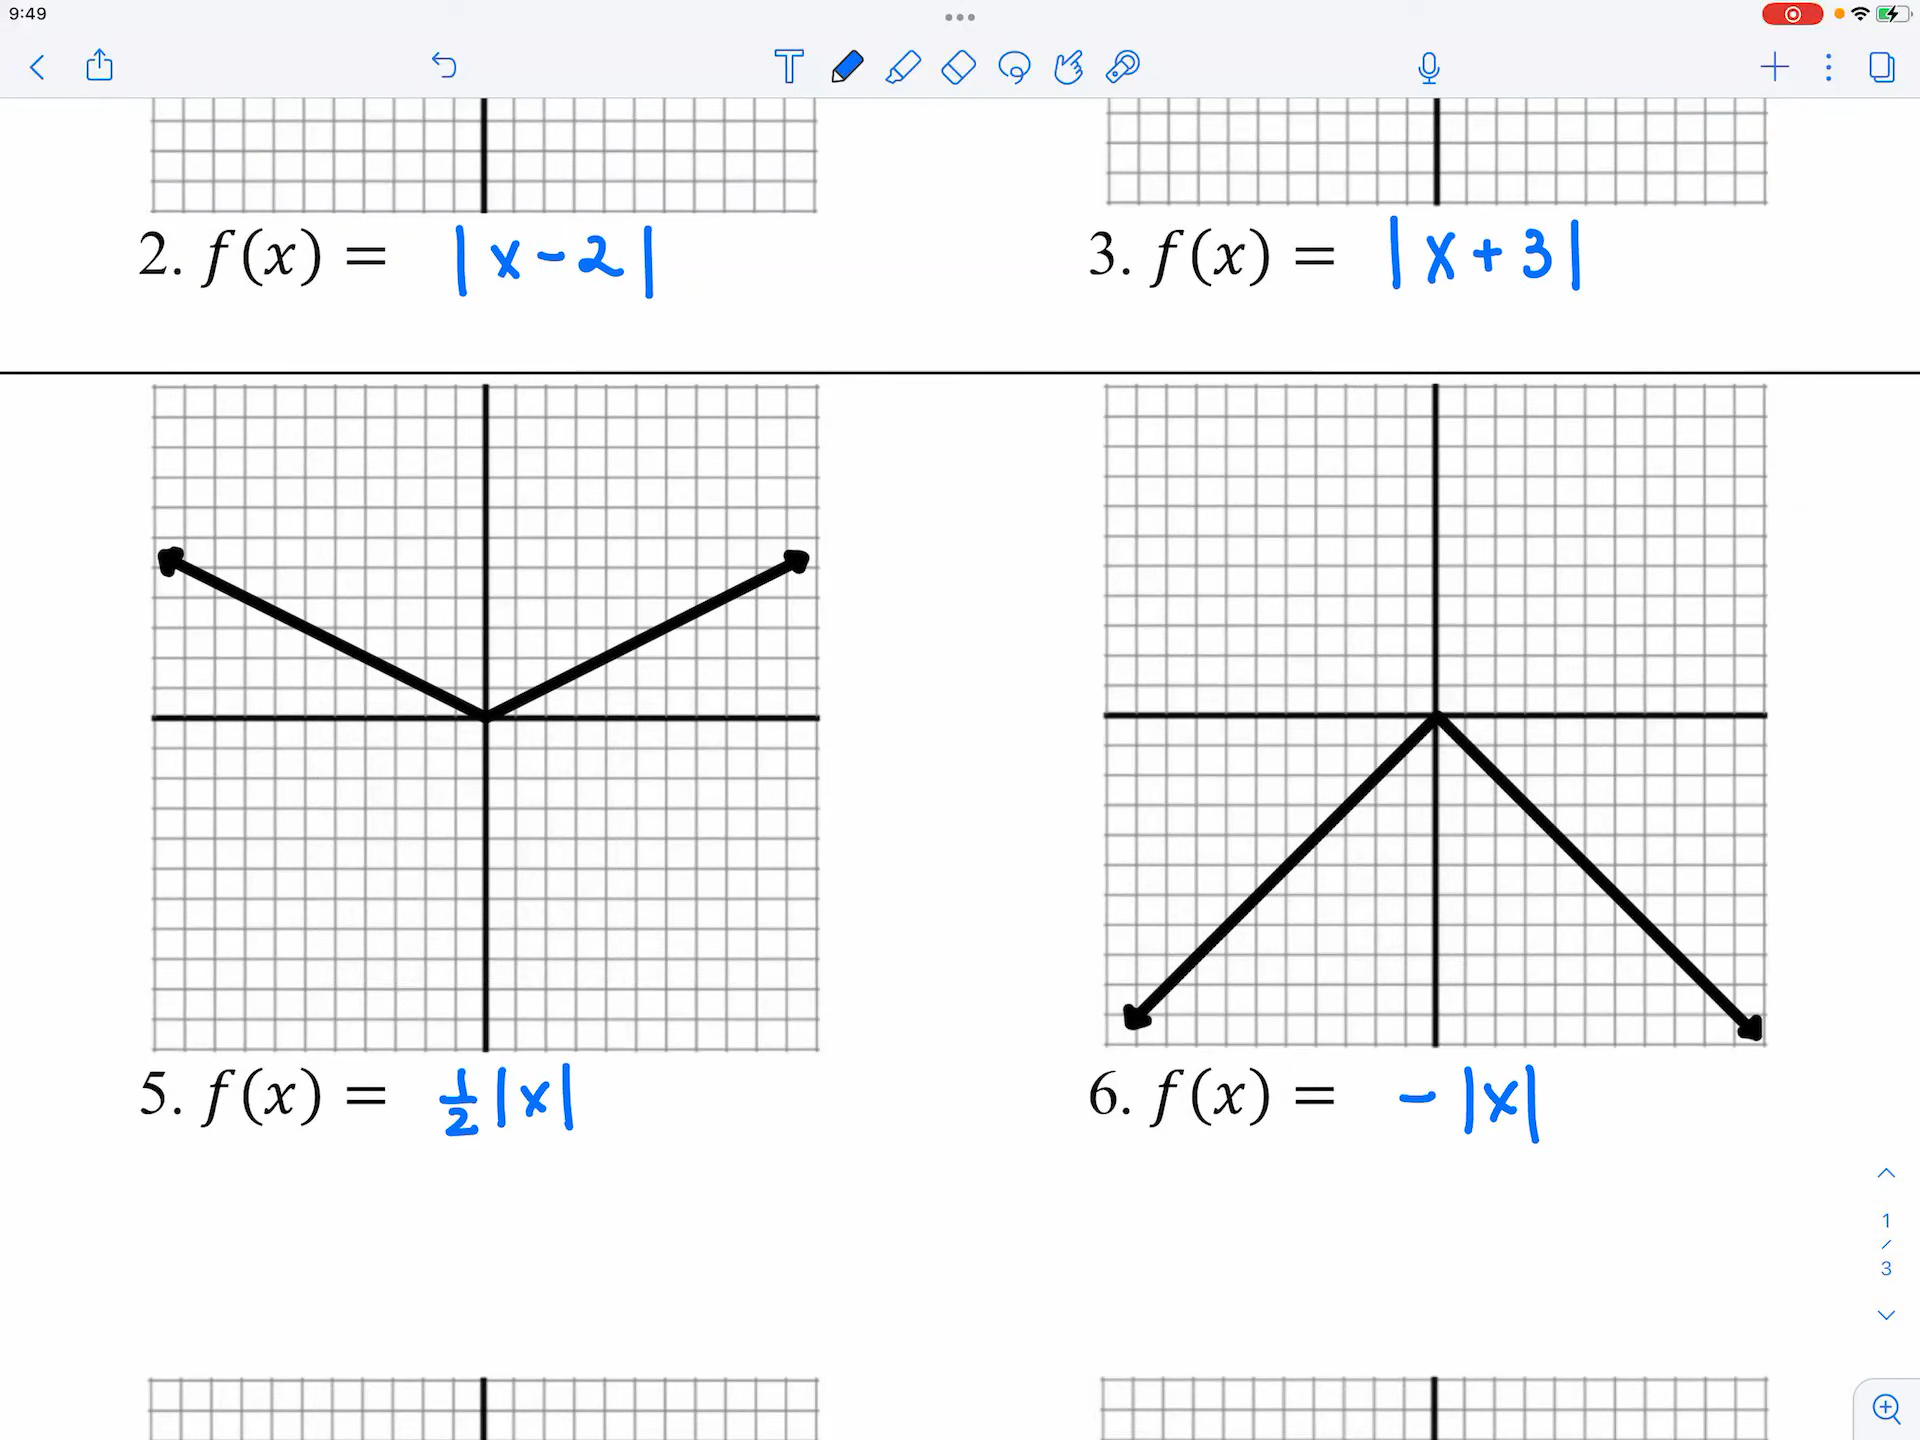 9:49
2. f(x) = |x-2|
3. f(x) = |x+3|
5. f(x) = ½|x|
6. f(x) = -|x|
1
/
3